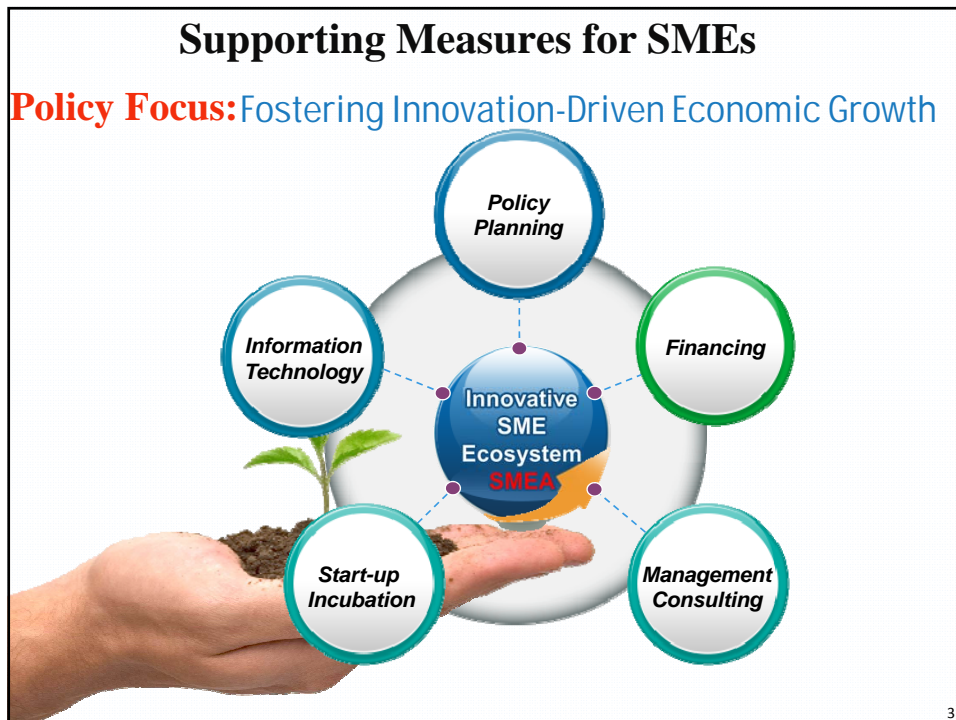 Supporting Measures for SMEs
Policy Focus: Fostering Innovation-Driven Economic Growth
Policy
Planning
Information
Technology
Financing
Innovative
SME
Ecosystem
SMEA
Start-up
Incubation
Management
Consulting
3